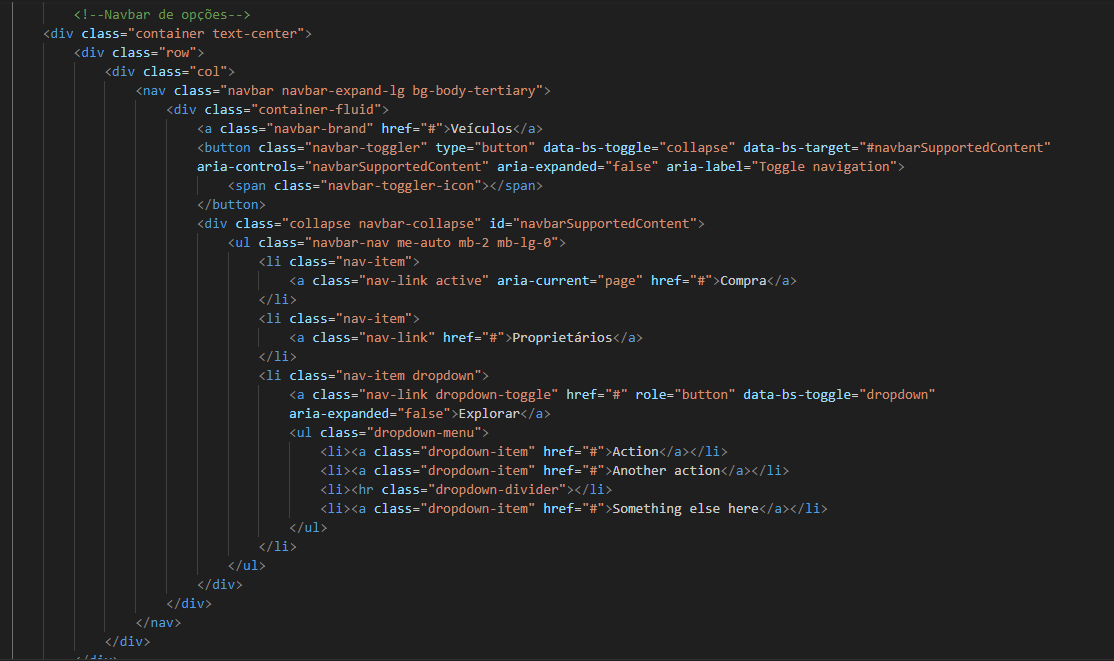 <!--Navbar de opções-->
<div class="container text-center">
<div class="row">
<div class="col">
<nav class="navbar navbar-expand-lg bg-body-tertiary">
<div class="container-fluid">
<a class="navbar-brand" href="#">Veículos</a>
<button class="navbar-toggler" type="button" data-bs-toggle="collapse" data-bs-target="#navbarSupportedContent"
aria-controls="navbarSupportedContent" aria-expanded="false" aria-label="Toggle navigation">
<span class="navbar-toggler-icon"></span>
</button>
<div class="collapse navbar-collapse" id="navbarSupportedContent">
<ul class="navbar-nav me-auto mb-2 mb-lg-0">
<li class="nav-item">
<a class="nav-link active" aria-current="page" href="#">Compra</a>
</li>
<li class="nav-item">
<a class="nav-link" href="#">Proprietários</a>
</li>
<li class="nav-item dropdown">
<a class="nav-link dropdown-toggle" href="#" role="button" data-bs-toggle="dropdown"
aria-expanded="false">Explorar</a>
<ul class="dropdown-menu">
<li><a class="dropdown-item" href="#">Action</a></li>
<li><a class="dropdown-item" href="#">Another action</a></li>
<li><hr class="dropdown-divider"></li>
<li><a class="dropdown-item" href="#">Something else here</a></li>
</ul>
</li>
</ul>
</div>
</div>
</nav>
</div>
</div>